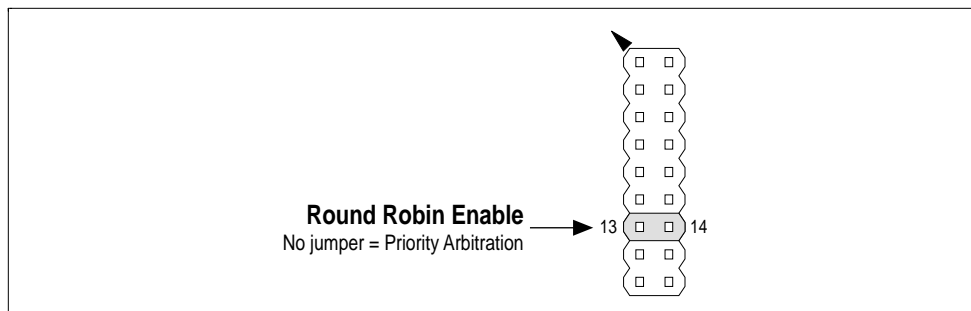 Round Robin Enable
No jumper = Priority Arbitration
13
14